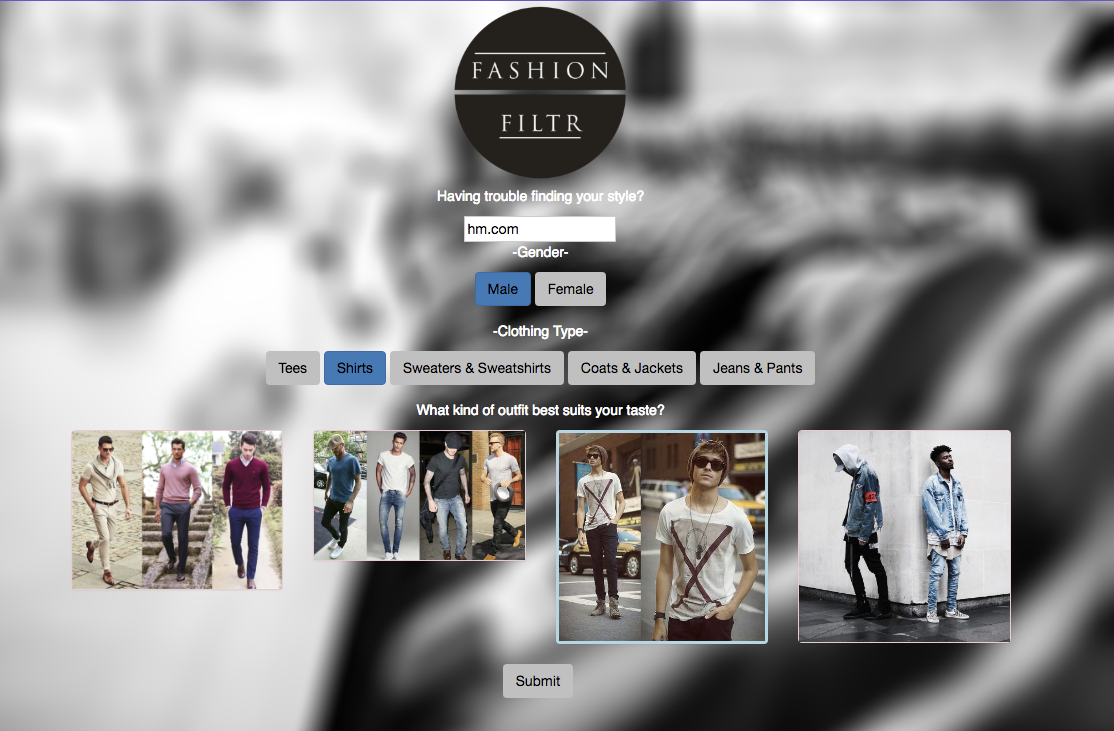 FASHION
FILTR
Having trouble finding your style?
hm.com
-Gender-
Male Female
-Clothing Type-
Tees Shirts Sweaters & Sweatshirts Coats & Jackets Jeans & Pants
What kind of outfit best suits your taste?
X X
Submit